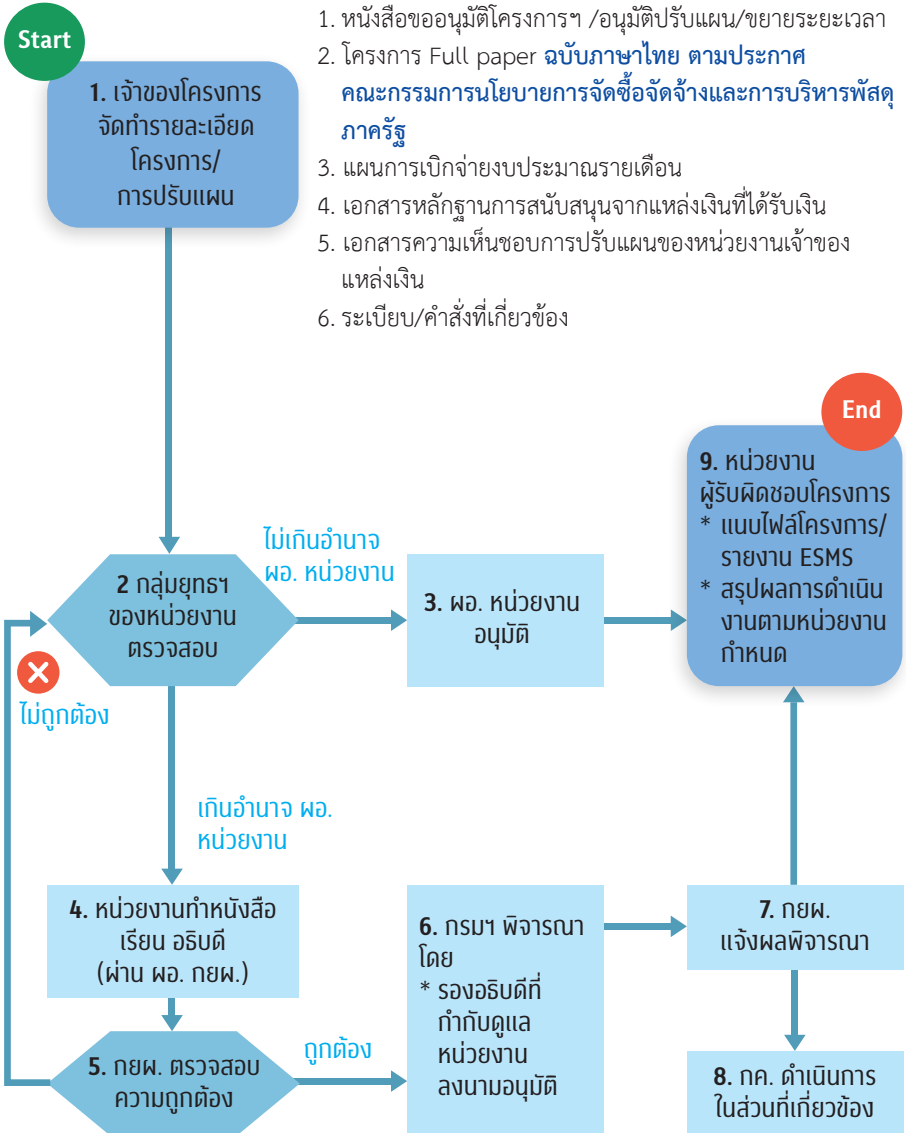 Start
1. เจ้าของโครงการ
จัดทำรายละเอียด
โครงการ/
การปรับแผน
1. หนังสือขออนุมัติโครงการฯ /อนุมัติปรับแผน/ขยายระยะเวลา
2. โครงการ Full paper ฉบับภาษาไทย ตามประกาศ
คณะกรรมการนโยบายการจัดซื้อจัดจ้างและการบริหารพัสดุ
ภาครัฐ
3. แผนการเบิกจ่ายงบประมาณรายเดือน
4. เอกสารหลักฐานการสนับสนุนจากแหล่งเงินที่ได้รับเงิน
5. เอกสารความเห็นชอบการปรับแผนของหน่วยงานเจ้าของ
แหล่งเงิน
6. ระเบียบ/คำสั่งที่เกี่ยวข้อง
2 กลุ่มยุทธฯ
ของหน่วยงาน
ตรวจสอบ
ไม่เกินอำนาจ
ผอ. หน่วยงาน
3. ผอ. หน่วยงาน
อนุมัติ
End
9. หน่วยงาน
ผู้รับผิดชอบโครงการ
* แนบไฟล์โครงการ/
รายงาน ESMS
* สรุปผลการดำเนิน
งานตามหน่วยงาน
กำหนด
ไม่ถูกต้อง
เกินอำนาจ ผอ.
หน่วยงาน
4. หน่วยงานทำหนังสือ
เรียน อธิบดี
(ผ่าน ผอ. กยผ.)
5. กยผ. ตรวจสอบ
ความถูกต้อง
ถูกต้อง
6. กรมฯ พิจารณา
โดย
* รองอธิบดีที่
กำกับดูแล
หน่วยงาน
ลงนามอนุมัติ
7. กยผ.
แจ้งผลพิจารณา
8. กค. ดำเนินการ
ในส่วนที่เกี่ยวข้อง